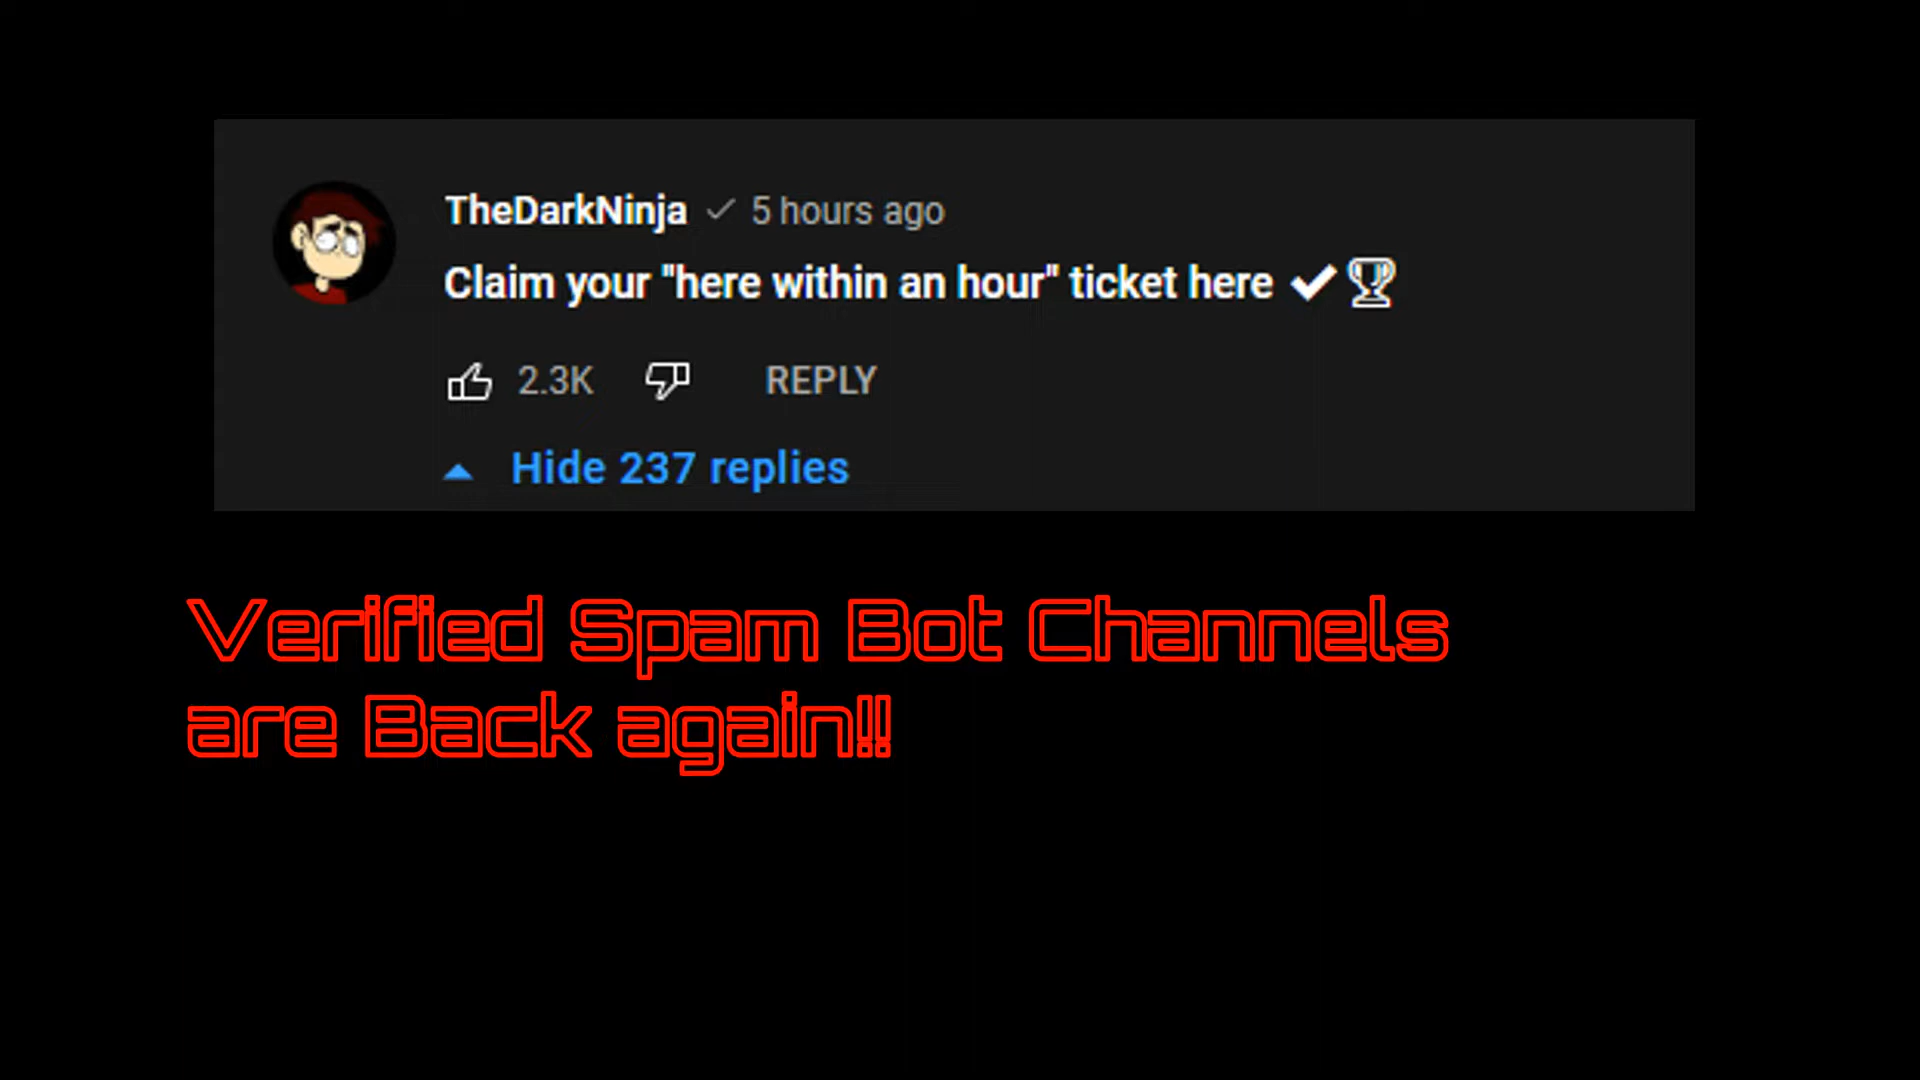 TheDarkNinja ✓ 5 hours ago
Claim your "here within an hour" ticket here ✔🏆
2.3K REPLY
Hide 237 replies
Verified Spam Bot Channels
are Back again!!